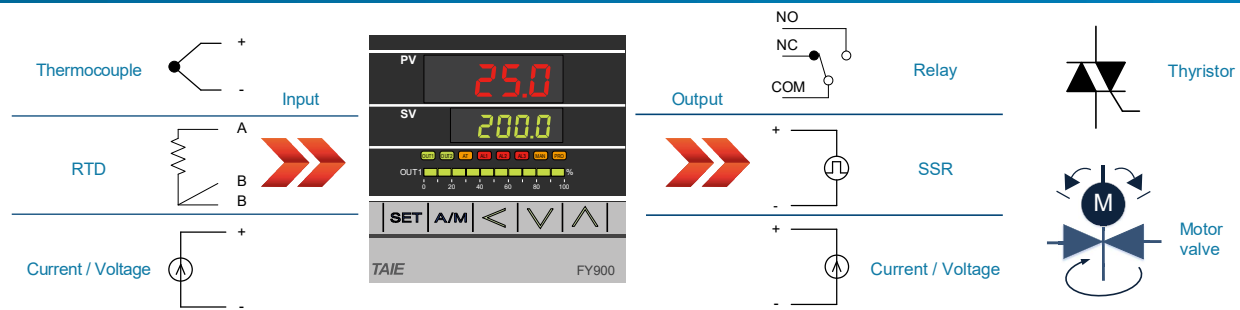 Thermocouple
+
-
RTD
A
B
B
Current / Voltage
+
-
Input
PV
25.0
SV
200.0
OUT1 OUT2 AT AL1 AL2 AL3 MAN PRO
OUT1 %
0 20 40 60 80 100
SET A/M
TAIE FY900
Output
NO
NC
COM
Relay
+
-
SSR
+
-
Current / Voltage
Thyristor
M
Motor
valve